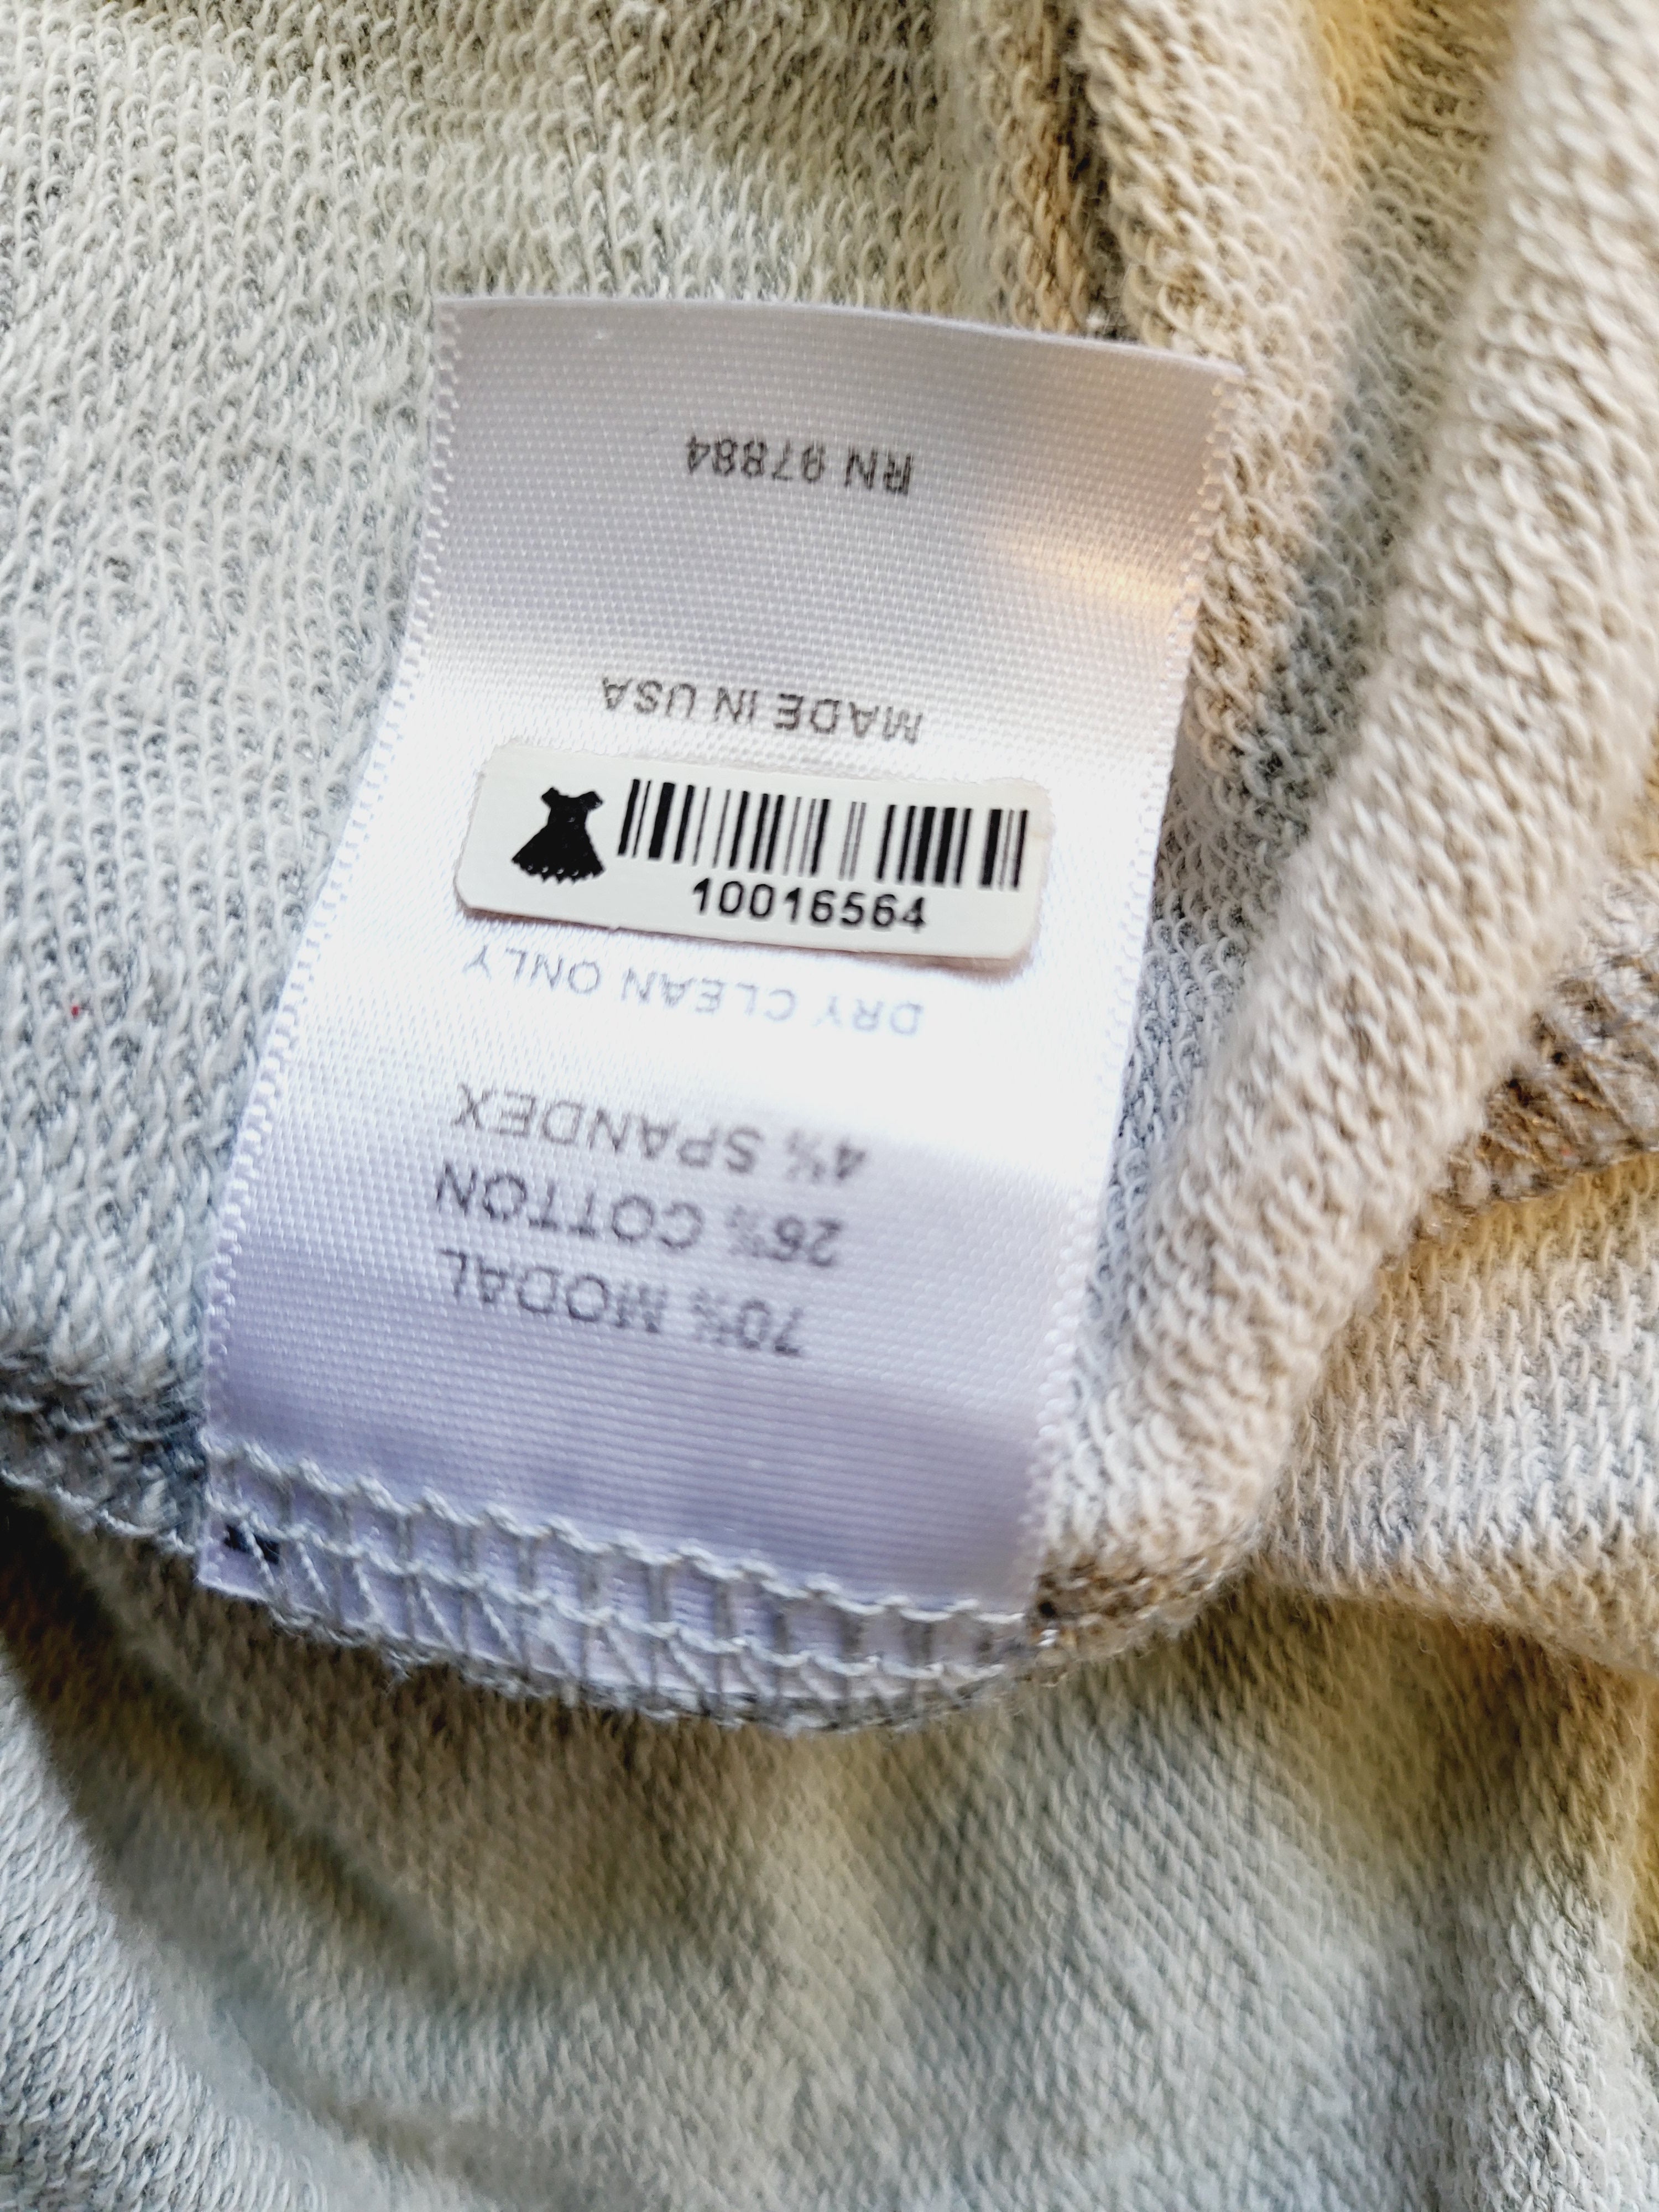 70% MODAL
26% COTTON
4% SPANDEX
DRY CLEAN ONLY
10016564
MADE IN USA
RN 97884